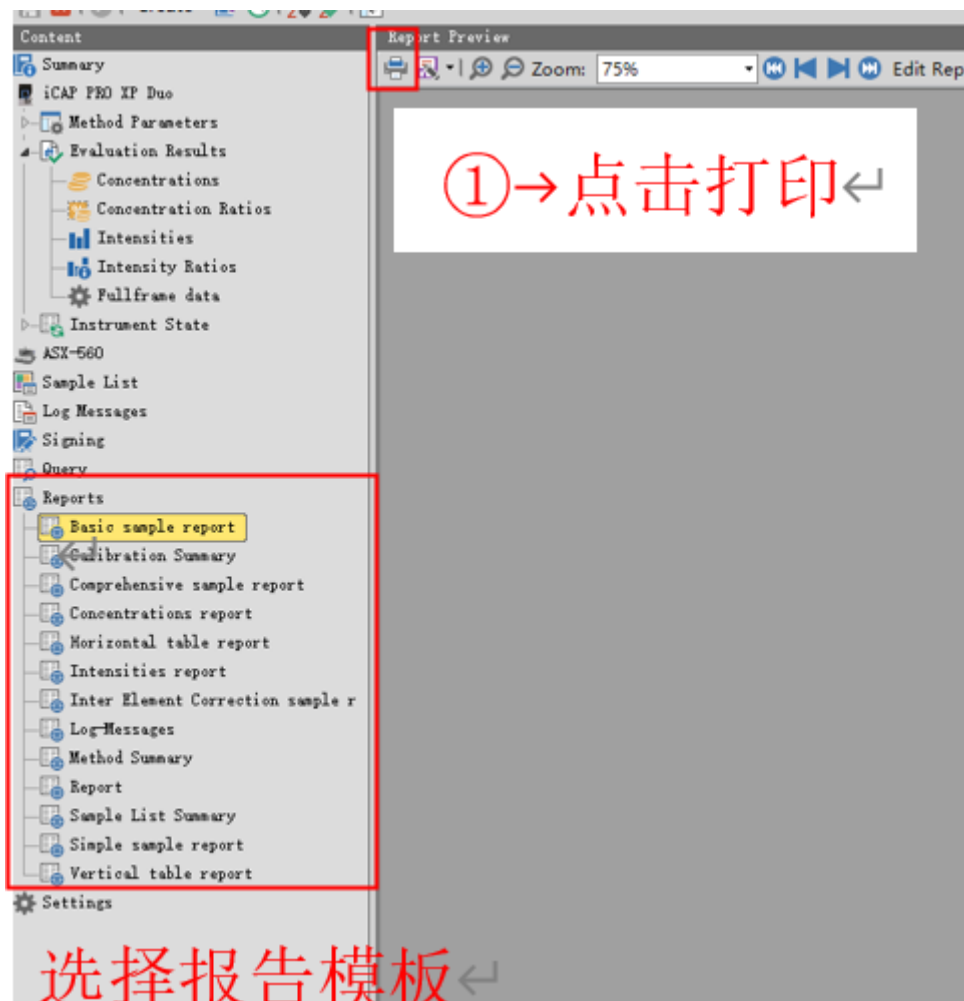 Content
Report Preview
Summary
Zoom: 75% Edit Rep
iCAP PRO XP Duo
Method Parameters
Evaluation Results
Concentrations
Concentration Ratios
Intensities
Intensity Ratios
Fullframe data
Instrument State
ASX-560
Sample List
Log Messages
Signing
Query
Reports
Basic sample report
Calibration Summary
Comprehensive sample report
Concentrations report
Horizontal table report
Intensities report
Inter Element Correction sample r
Log-Messages
Method Summary
Report
Sample List Summary
Simple sample report
Vertical table report
Settings
①→点击打印↵
选择报告模板↵